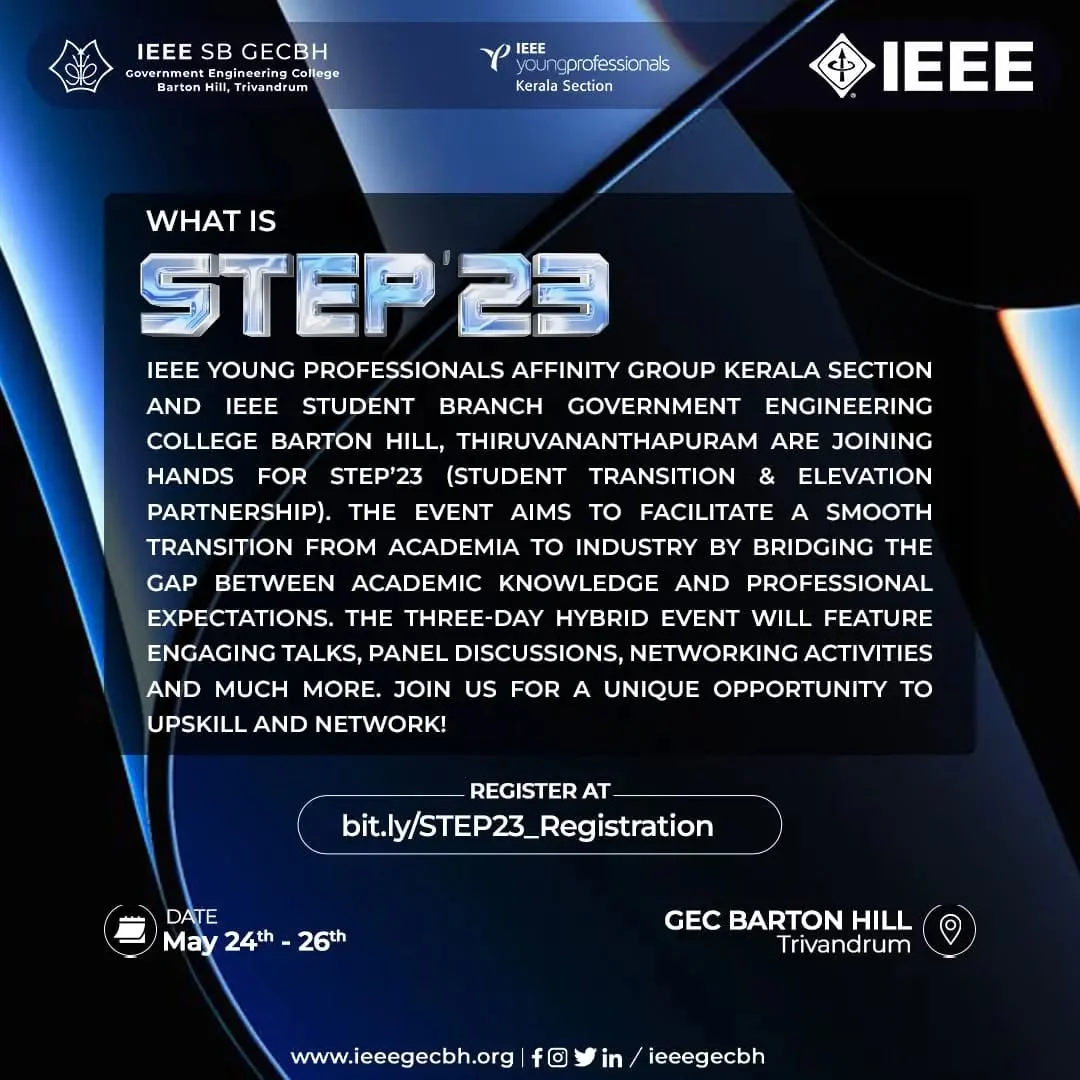 IEEE SB GECBH
Government Engineering College
Barton Hill, Trivandrum
IEEE
youngprofessionals
Kerala Section
IEEE
WHAT IS
STEP'23
IEEE YOUNG PROFESSIONALS AFFINITY GROUP KERALA SECTION
AND IEEE STUDENT BRANCH GOVERNMENT ENGINEERING
COLLEGE BARTON HILL, THIRUVANANTHAPURAM ARE JOINING
HANDS FOR STEP’23 (STUDENT TRANSITION & ELEVATION
PARTNERSHIP). THE EVENT AIMS TO FACILITATE A SMOOTH
TRANSITION FROM ACADEMIA TO INDUSTRY BY BRIDGING THE
GAP BETWEEN ACADEMIC KNOWLEDGE AND PROFESSIONAL
EXPECTATIONS. THE THREE-DAY HYBRID EVENT WILL FEATURE
ENGAGING TALKS, PANEL DISCUSSIONS, NETWORKING ACTIVITIES
AND MUCH MORE. JOIN US FOR A UNIQUE OPPORTUNITY TO
UPSKILL AND NETWORK!
REGISTER AT
bit.ly/STEP23_Registration
DATE
May 24th - 26th
GEC BARTON HILL
Trivandrum
www.ieeegecbh.org | / ieeegecbh